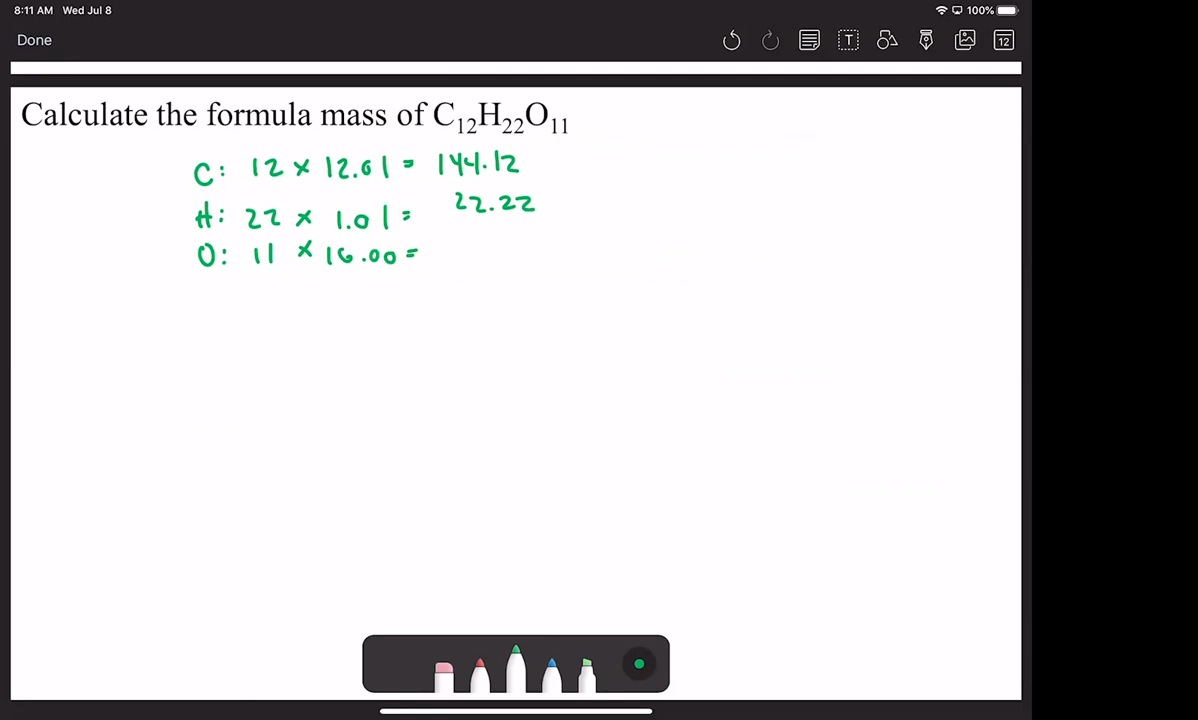 8:11 AM Wed Jul 8 100%
Done T 12
Calculate the formula mass of C₁₂H₂₂O₁₁
C: 12 × 12.01 = 144.12
H: 22 × 1.01 = 22.22
O: 11 × 16.00 =